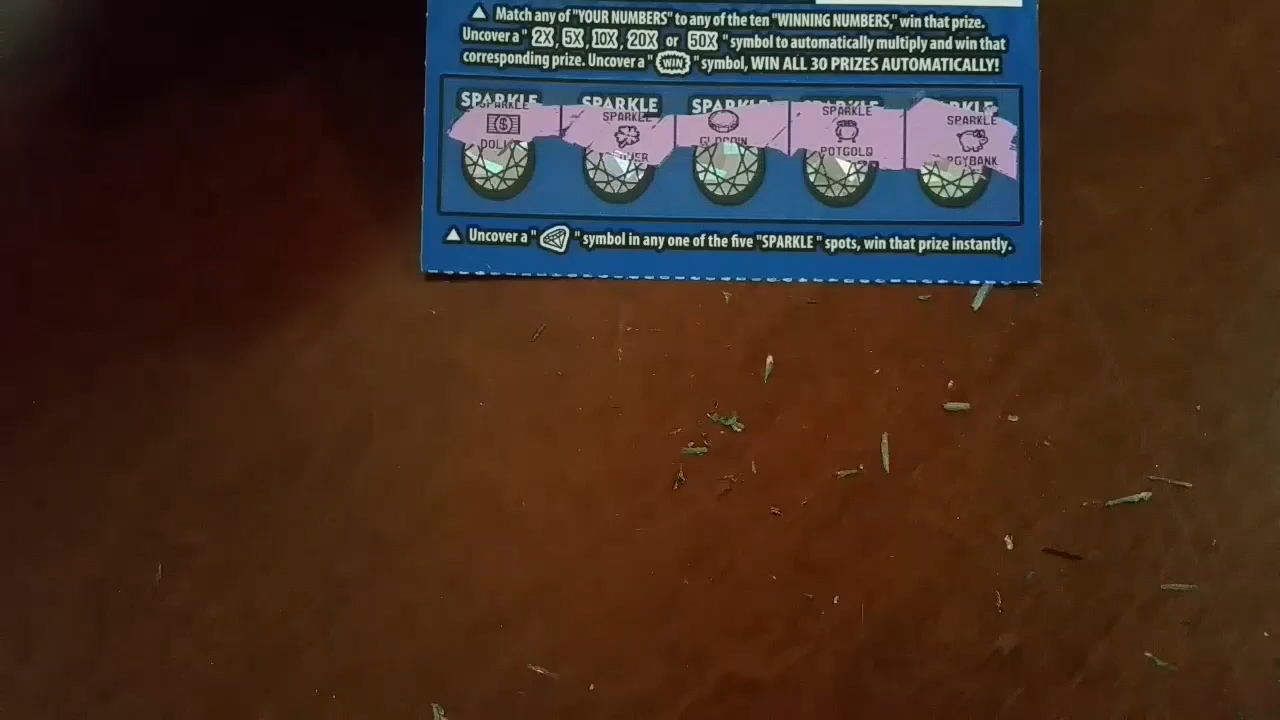 ▲ Match any of "YOUR NUMBERS" to any of the ten "WINNING NUMBERS," win that prize.
Uncover a " 2X, 5X, 10X, 20X or 50X " symbol to automatically multiply and win that
corresponding prize. Uncover a " WIN " symbol, WIN ALL 30 PRIZES AUTOMATICALLY!
SPARKLE SPARKLE SPARKLE SPARKLE SPARKLE
SPARKLE SPARKLE SPARKLE SPARKLE
POTGOLD
▲ Uncover a " " symbol in any one of the five "SPARKLE " spots, win that prize instantly.